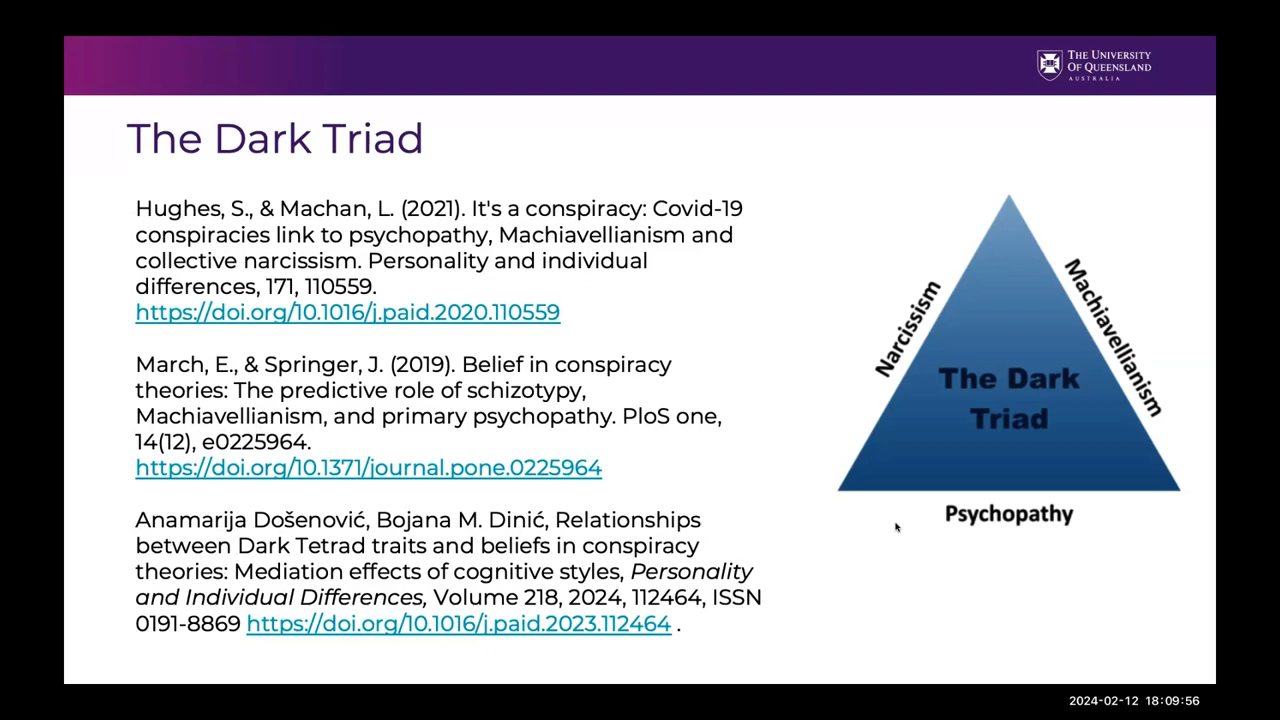 THE UNIVERSITY
OF QUEENSLAND
AUSTRALIA
The Dark Triad
Hughes, S., & Machan, L. (2021). It's a conspiracy: Covid-19
conspiracies link to psychopathy, Machiavellianism and
collective narcissism. Personality and individual
differences, 171, 110559.
https://doi.org/10.1016/j.paid.2020.110559
March, E., & Springer, J. (2019). Belief in conspiracy
theories: The predictive role of schizotypy,
Machiavellianism, and primary psychopathy. PloS one,
14(12), e0225964.
https://doi.org/10.1371/journal.pone.0225964
Anamarija Došenović, Bojana M. Dinić, Relationships
between Dark Tetrad traits and beliefs in conspiracy
theories: Mediation effects of cognitive styles, Personality
and Individual Differences, Volume 218, 2024, 112464, ISSN
0191-8869 https://doi.org/10.1016/j.paid.2023.112464 .
Narcissism
Machiavellianism
The Dark
Triad
Psychopathy
2024-02-12 18:09:56